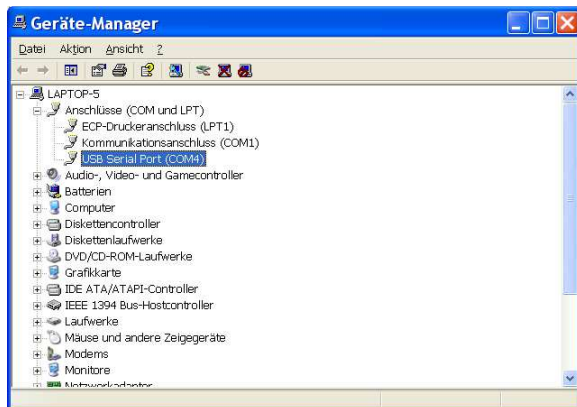 Geräte-Manager
Datei Aktion Ansicht ?
LAPTOP-5
Anschlüsse (COM und LPT)
ECP-Druckeranschluss (LPT1)
Kommunikationsanschluss (COM1)
USB Serial Port (COM4)
Audio-, Video- und Gamecontroller
Batterien
Computer
Diskettencontroller
Diskettenlaufwerke
DVD/CD-ROM-Laufwerke
Grafikkarte
IDE ATA/ATAPI-Controller
IEEE 1394 Bus-Hostcontroller
Laufwerke
Mäuse und andere Zeigegeräte
Modems
Monitore
Netzwerkadapter